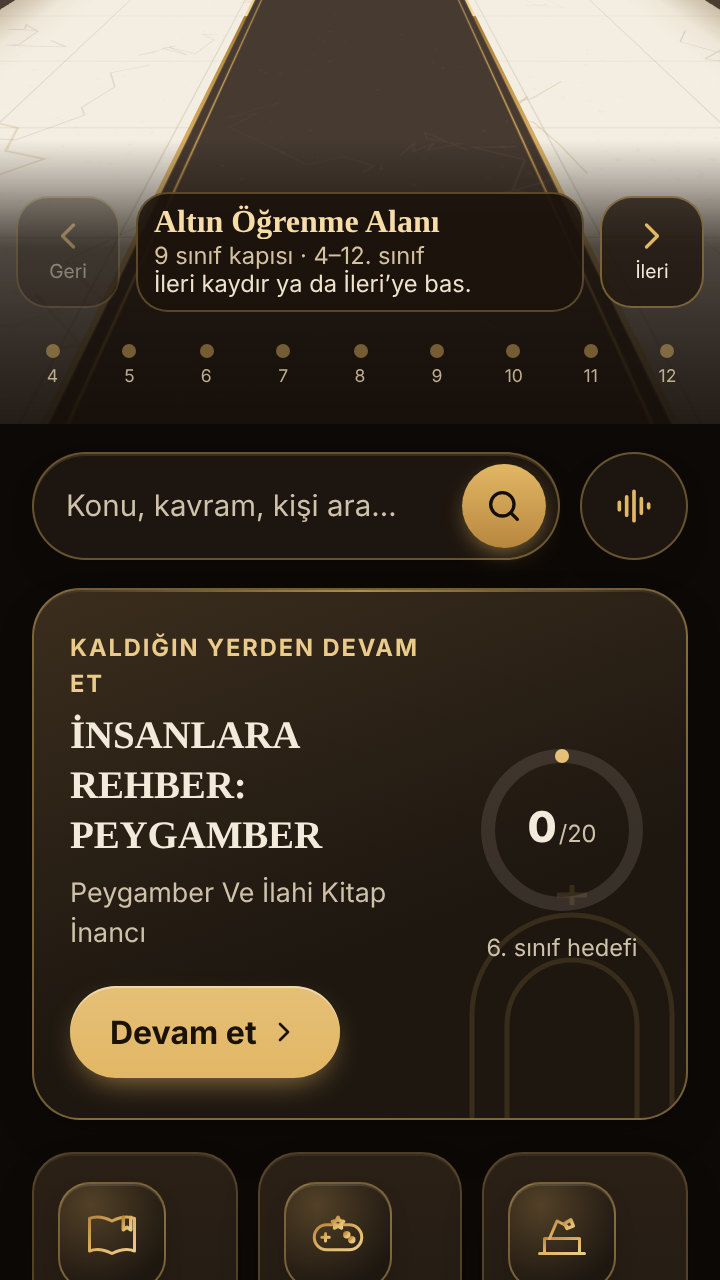 Altın Öğrenme Alanı
9 sınıf kapısı · 4–12. sınıf
İleri kaydır ya da İleri’ye bas.
Geri
İleri
4 5 6 7 8 9 10 11 12
Konu, kavram, kişi ara...
KALDIĞIN YERDEN DEVAM
ET
İNSANLARA
REHBER:
PEYGAMBER
Peygamber Ve İlahi Kitap
İnancı
0/20
6. sınıf hedefi
Devam et